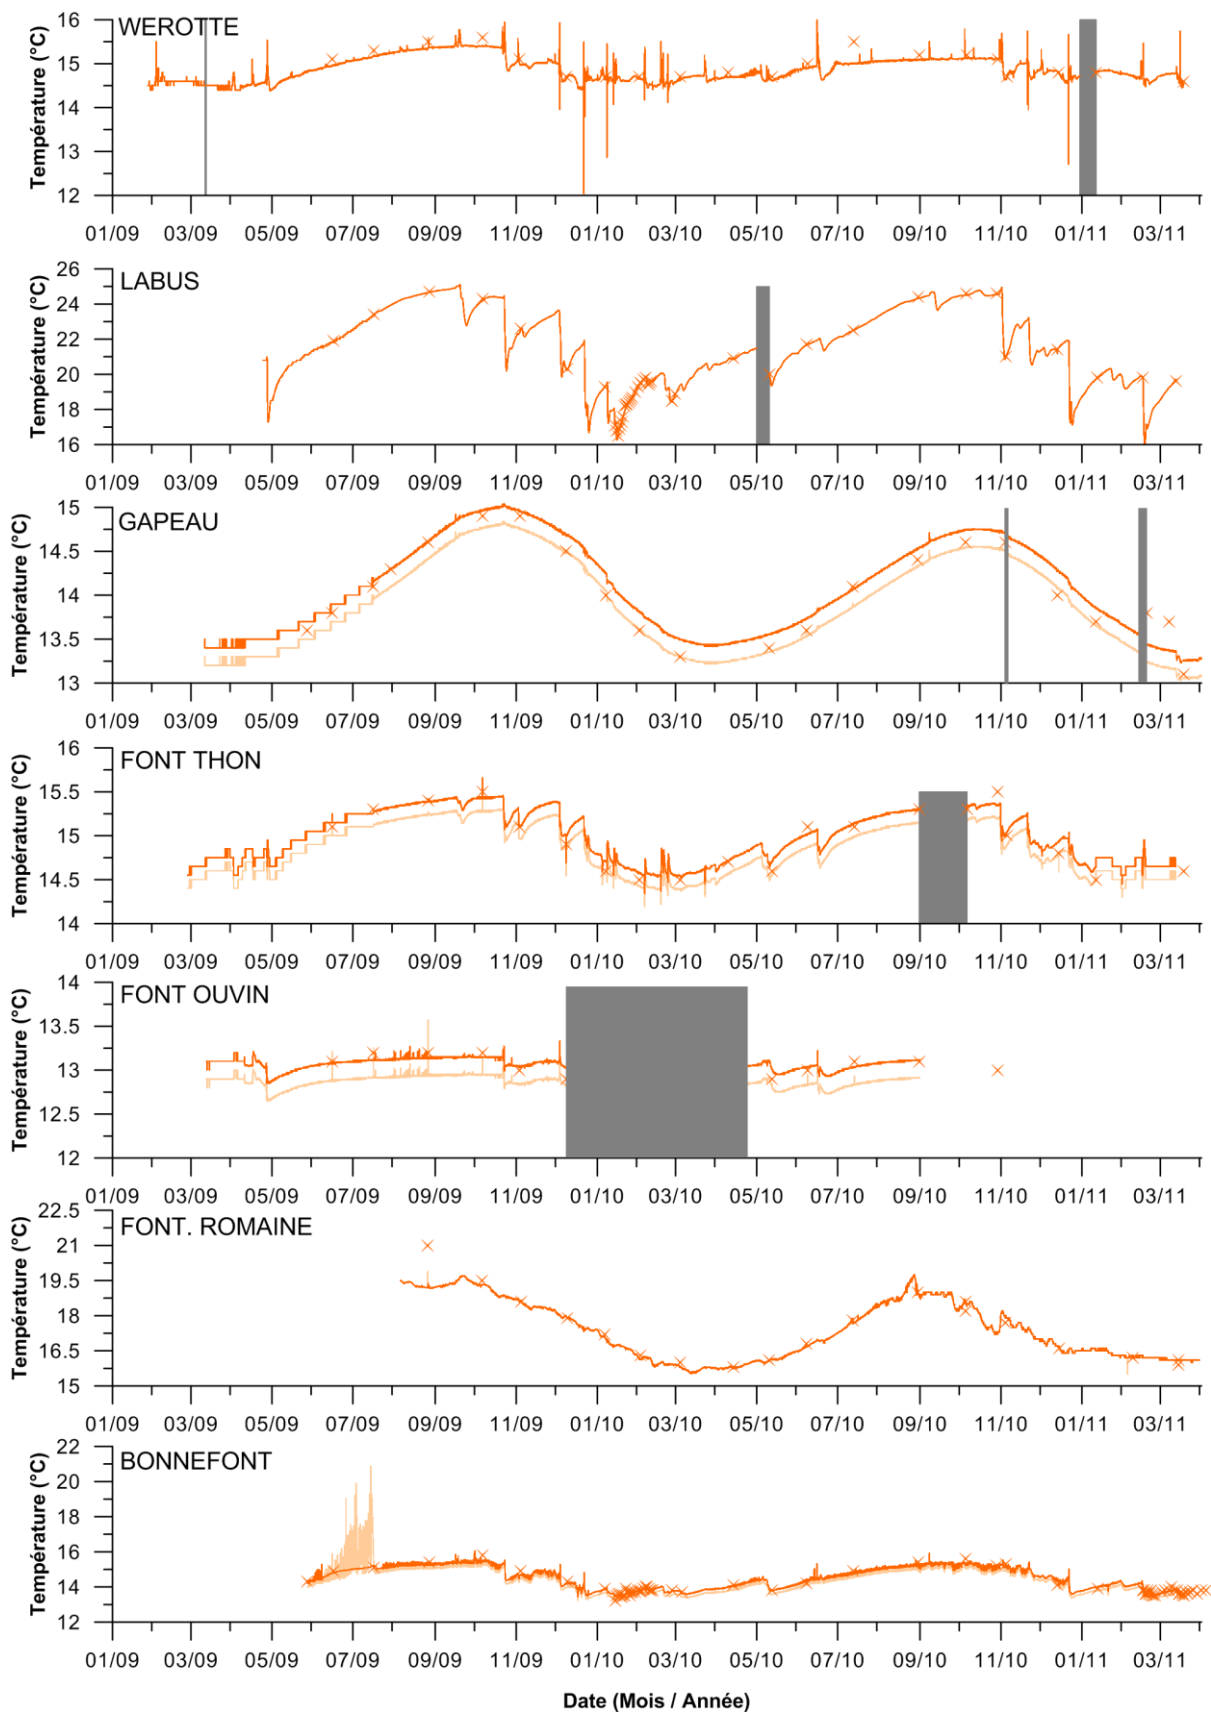 WEROTTE
Température (°C)
16
15
14
13
12
01/09 03/09 05/09 07/09 09/09 11/09 01/10 03/10 05/10 07/10 09/10 11/10 01/11 03/11
LABUS
Température (°C)
26
24
22
20
18
16
01/09 03/09 05/09 07/09 09/09 11/09 01/10 03/10 05/10 07/10 09/10 11/10 01/11 03/11
GAPEAU
Température (°C)
15
14.5
14
13.5
13
01/09 03/09 05/09 07/09 09/09 11/09 01/10 03/10 05/10 07/10 09/10 11/10 01/11 03/11
FONT THON
Température (°C)
16
15.5
15
14.5
14
01/09 03/09 05/09 07/09 09/09 11/09 01/10 03/10 05/10 07/10 09/10 11/10 01/11 03/11
FONT OUVIN
Température (°C)
14
13.5
13
12.5
12
01/09 03/09 05/09 07/09 09/09 11/09 01/10 03/10 05/10 07/10 09/10 11/10 01/11 03/11
FONT. ROMAINE
Température (°C)
22.5
21
19.5
18
16.5
15
01/09 03/09 05/09 07/09 09/09 11/09 01/10 03/10 05/10 07/10 09/10 11/10 01/11 03/11
BONNEFONT
Température (°C)
22
20
18
16
14
12
01/09 03/09 05/09 07/09 09/09 11/09 01/10 03/10 05/10 07/10 09/10 11/10 01/11 03/11
Date (Mois / Année)